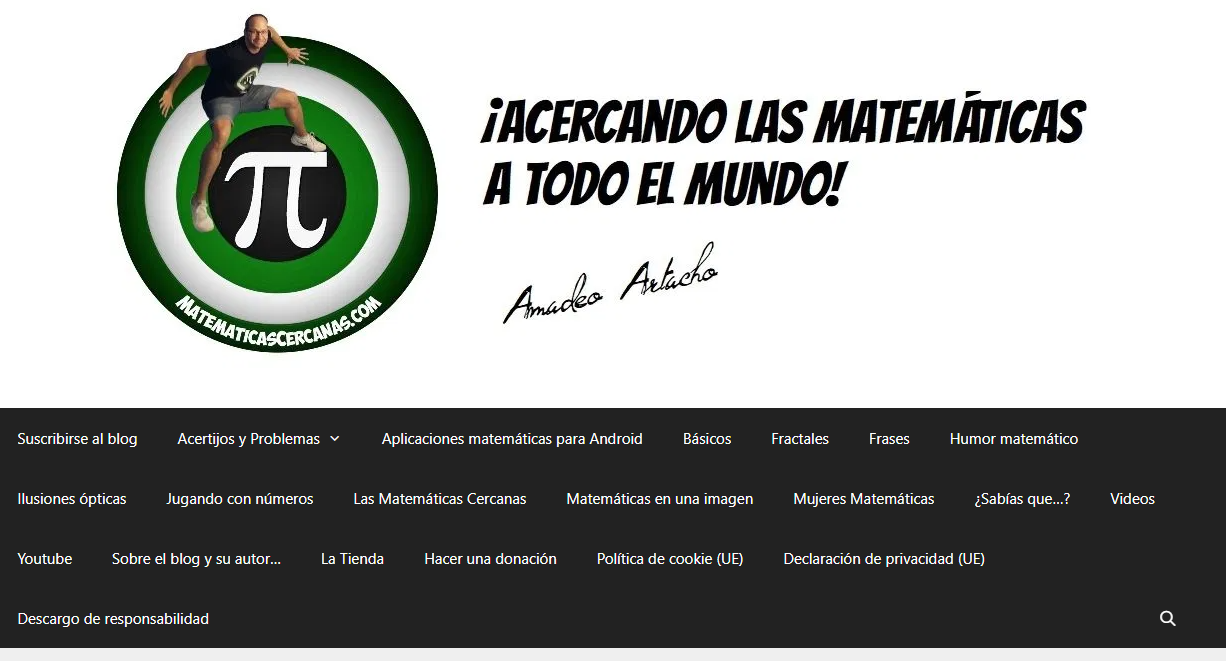 ¡ACERCANDO LAS MATEMÁTICAS
A TODO EL MUNDO!
Amadeo Artacho
π
MATEMATICASCERCANAS.COM
Suscribirse al blog Acertijos y Problemas Aplicaciones matemáticas para Android Básicos Fractales Frases Humor matemático
Ilusiones ópticas Jugando con números Las Matemáticas Cercanas Matemáticas en una imagen Mujeres Matemáticas ¿Sabías que...? Videos
Youtube Sobre el blog y su autor... La Tienda Hacer una donación Política de cookie (UE) Declaración de privacidad (UE)
Descargo de responsabilidad